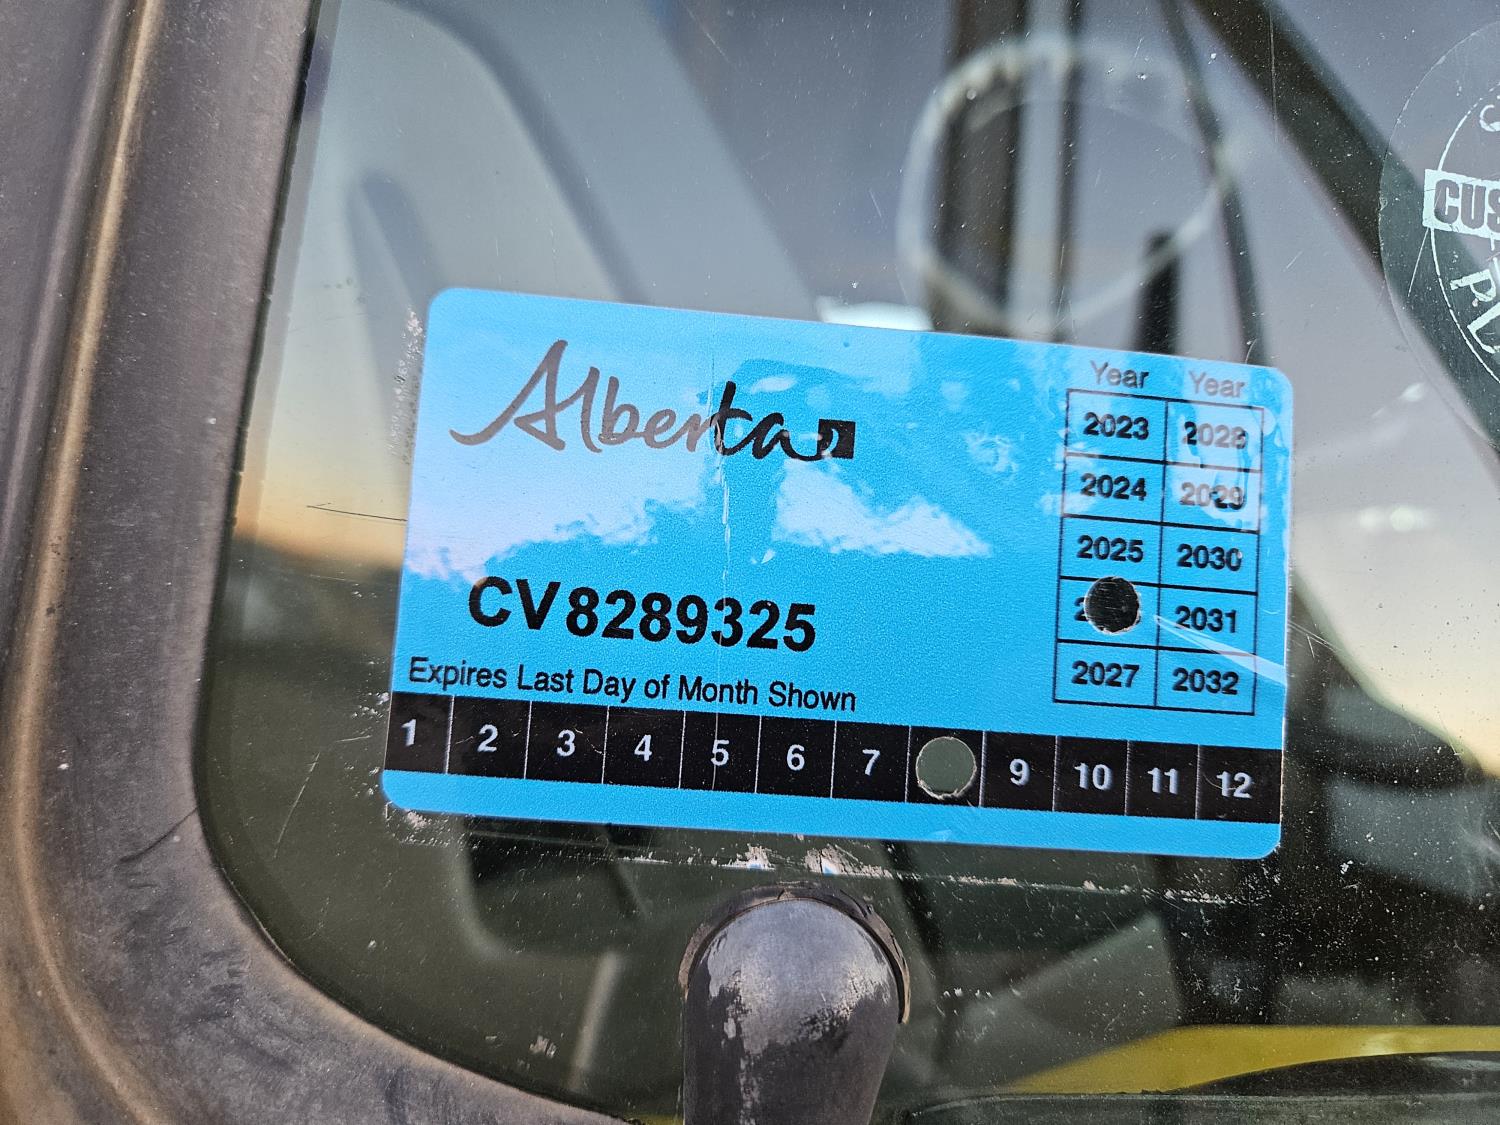 Alberta
Year Year
2023 2028
2024 2029
2025 2030
2031
2027 2032
CV8289325
Expires Last Day of Month Shown
1 2 3 4 5 6 7 9 10 11 12